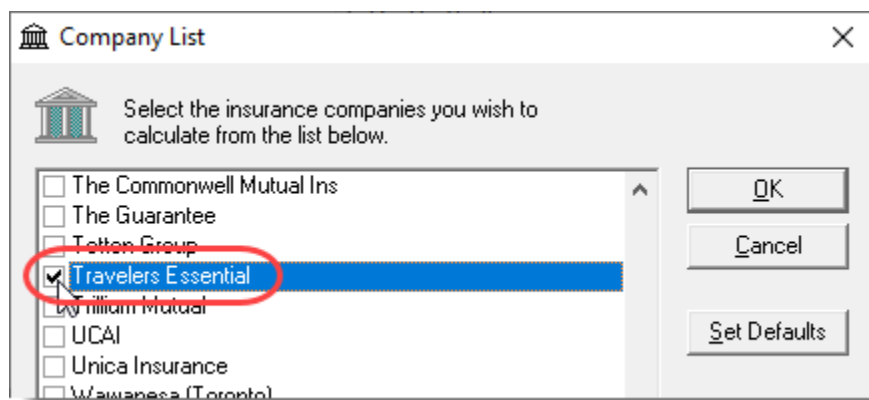 Company List
Select the insurance companies you wish to
calculate from the list below.
The Commonwell Mutual Ins
The Guarantee
Totten Group
Travelers Essential
Trillium Mutual
UCAI
Unica Insurance
Wawanesa (Toronto)
OK
Cancel
Set Defaults